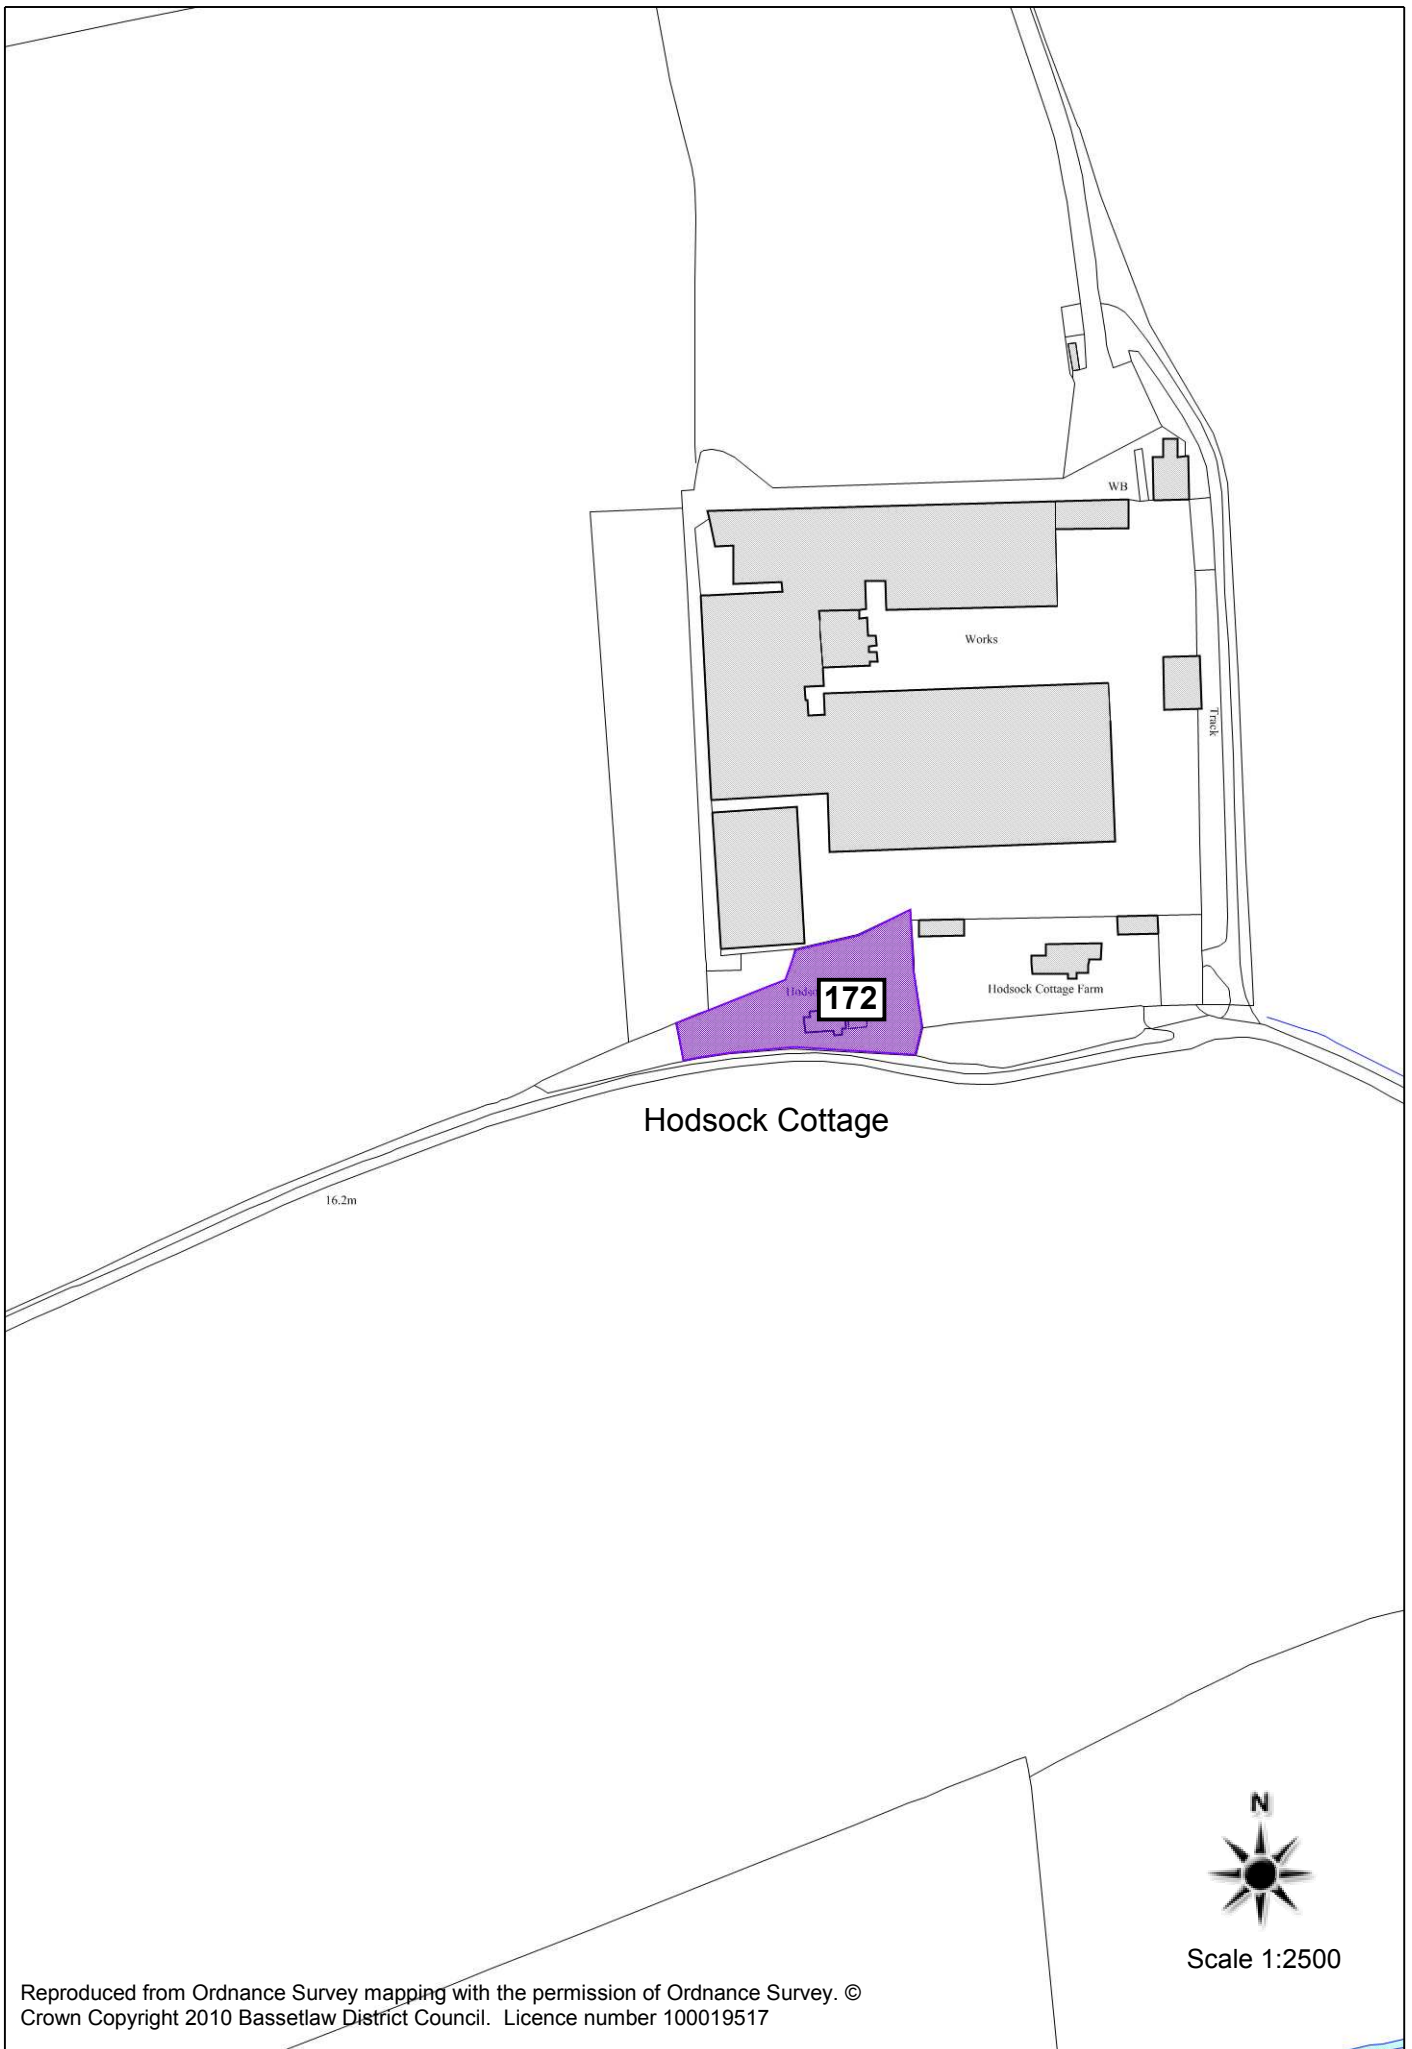 WB
Works
Track
Hodsock Cottage Farm
172
Hodsock Cottage
16.2m
N
Scale 1:2500
Reproduced from Ordnance Survey mapping with the permission of Ordnance Survey. ©
Crown Copyright 2010 Bassetlaw District Council. Licence number 100019517